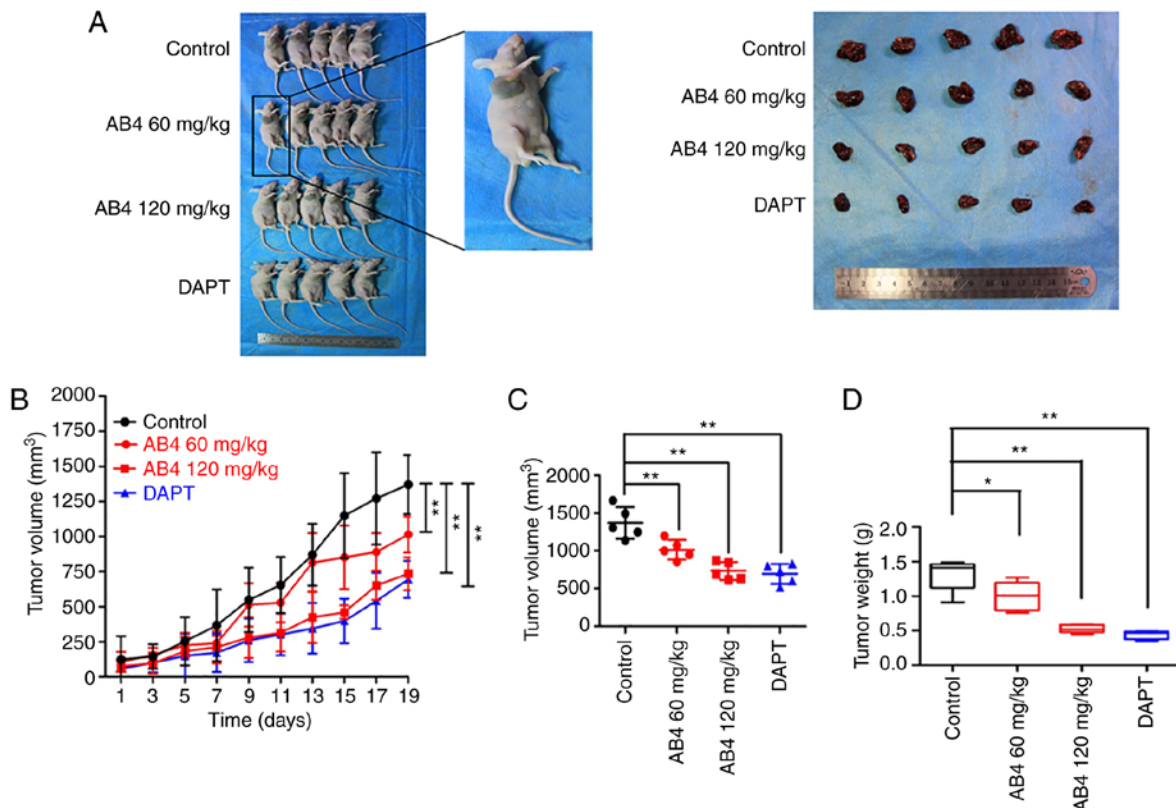 A
Control
AB4 60 mg/kg
AB4 120 mg/kg
DAPT
Control
AB4 60 mg/kg
AB4 120 mg/kg
DAPT
B
Tumor volume (mm³)
2000
1750
1500
1250
1000
750
500
250
0
Control
AB4 60 mg/kg
AB4 120 mg/kg
DAPT
**
**
**
1 3 5 7 9 11 13 15 17 19
Time (days)
C
Tumor volume (mm³)
2000
1500
1000
500
0
**
**
**
Control
AB4 60 mg/kg
AB4 120 mg/kg
DAPT
D
Tumor weight (g)
2.0
1.5
1.0
0.5
0.0
**
**
*
Control
AB4 60 mg/kg
AB4 120 mg/kg
DAPT